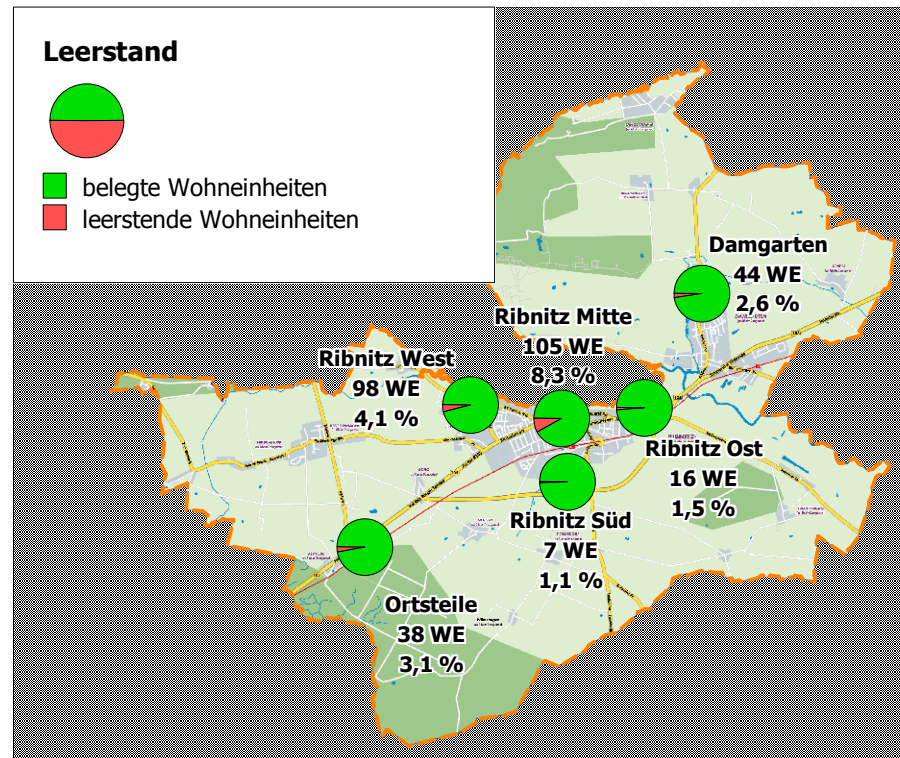 Leerstand
belegte Wohneinheiten
leerstehende Wohneinheiten
Damgarten
44 WE
2,6 %
Ribnitz Mitte
105 WE
8,3 %
Ribnitz West
98 WE
4,1 %
Ribnitz Ost
16 WE
1,5 %
Ribnitz Süd
7 WE
1,1 %
Ortsteile
38 WE
3,1 %